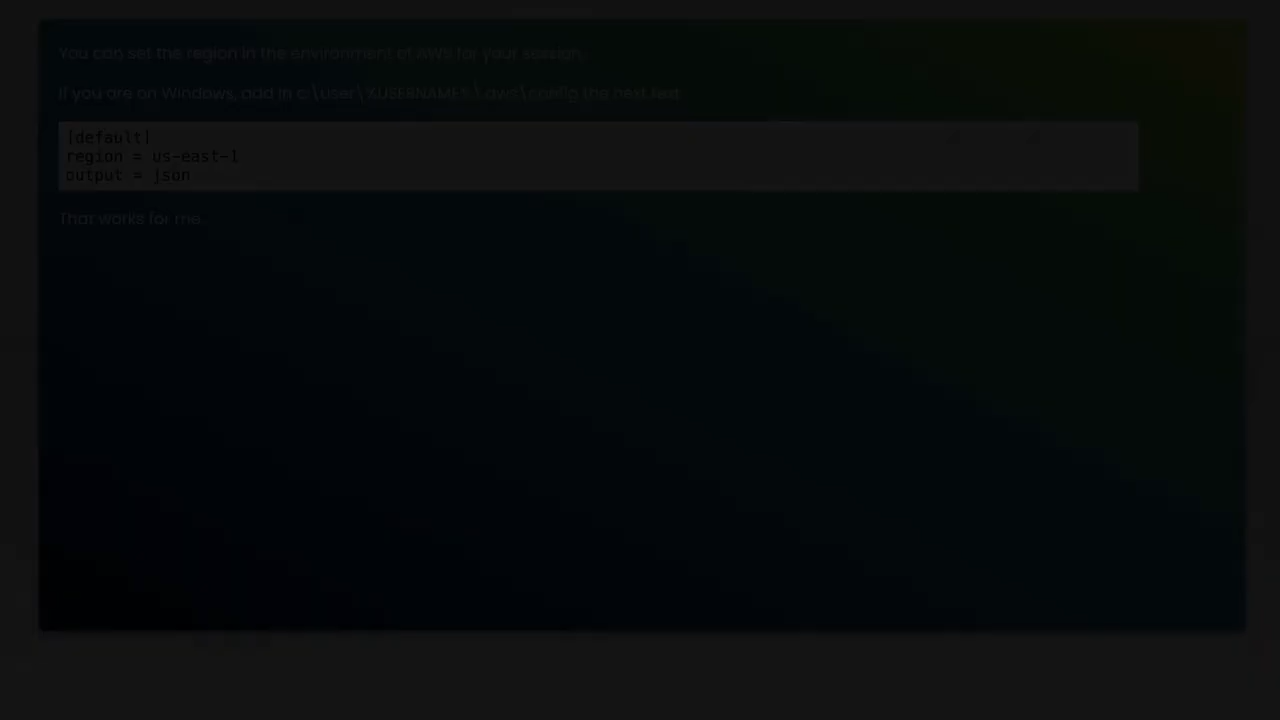 You can set the region in the environment of AWS for your session.
If you are on Windows, add in c:\user\%USERNAME%\.aws\config the next text
[default]
region = us-east-1
output = json
That works for me.